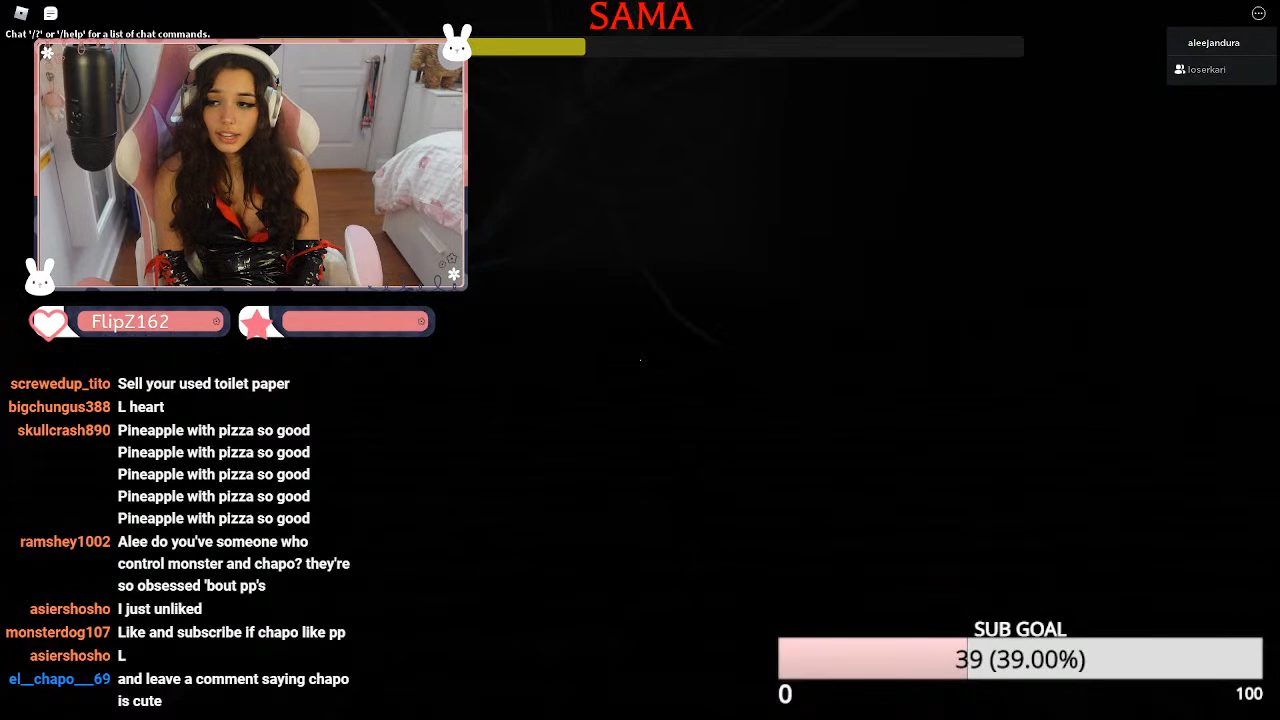 SAMA
Chat '/?' or '/help' for a list of chat commands.
aleejandura
loserkari
FlipZ162
screwedup_tito Sell your used toilet paper
bigchungus388 L heart
skullcrash890 Pineapple with pizza so good
Pineapple with pizza so good
Pineapple with pizza so good
Pineapple with pizza so good
Pineapple with pizza so good
ramshey1002 Alee do you've someone who
control monster and chapo? they're
so obsessed 'bout pp's
asiershosho I just unliked
monsterdog107 Like and subscribe if chapo like pp
asiershosho L
el__chapo__69 and leave a comment saying chapo
is cute
SUB GOAL
39 (39.00%)
0 100